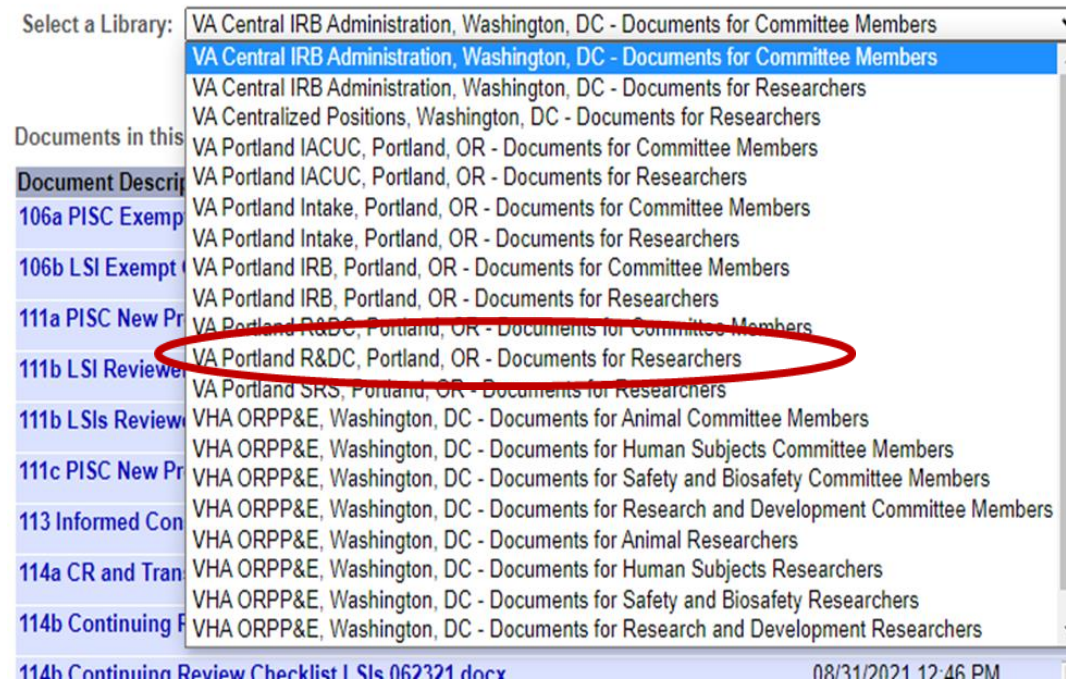 Select a Library: VA Central IRB Administration, Washington, DC - Documents for Committee Members
VA Central IRB Administration, Washington, DC - Documents for Committee Members
VA Central IRB Administration, Washington, DC - Documents for Researchers
VA Centralized Positions, Washington, DC - Documents for Researchers
Documents in this
VA Portland IACUC, Portland, OR - Documents for Committee Members
VA Portland IACUC, Portland, OR - Documents for Researchers
Document Descrip
VA Portland Intake, Portland, OR - Documents for Committee Members
106a PISC Exemp
VA Portland Intake, Portland, OR - Documents for Researchers
106b LSI Exempt
VA Portland IRB, Portland, OR - Documents for Committee Members
VA Portland IRB, Portland, OR - Documents for Researchers
111a PISC New Pr
VA Portland R&DC, Portland, OR - Documents for Committee Members
VA Portland R&DC, Portland, OR - Documents for Researchers
111b LSI Reviewe
VA Portland SRS, Portland, OR - Documents for Researchers
111b LSIs Reviewe
VHA ORPP&E, Washington, DC - Documents for Animal Committee Members
VHA ORPP&E, Washington, DC - Documents for Human Subjects Committee Members
111c PISC New Pr
VHA ORPP&E, Washington, DC - Documents for Safety and Biosafety Committee Members
VHA ORPP&E, Washington, DC - Documents for Research and Development Committee Members
113 Informed Con
VHA ORPP&E, Washington, DC - Documents for Animal Researchers
114a CR and Tran
VHA ORPP&E, Washington, DC - Documents for Human Subjects Researchers
VHA ORPP&E, Washington, DC - Documents for Safety and Biosafety Researchers
114b Continuing R
VHA ORPP&E, Washington, DC - Documents for Research and Development Researchers
114b Continuing Review Checklist LSIs 062321.docx 08/31/2021 12:46 PM